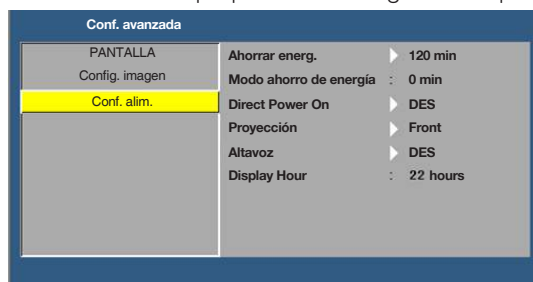 Conf. avanzada
PANTALLA
Config. imagen
Conf. alim.
Ahorrar energ. 120 min
Modo ahorro de energía : 0 min
Direct Power On DES
Proyección Front
Altavoz DES
Display Hour : 22 hours